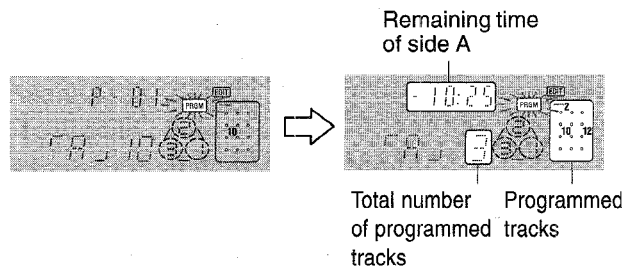 Remaining time
of side A
P-01
EDIT
PRGM
10
「A」 10
-10:25
EDIT
PRGM
2
10 12
「A」 3
Total number
of programmed
tracks
Programmed
tracks